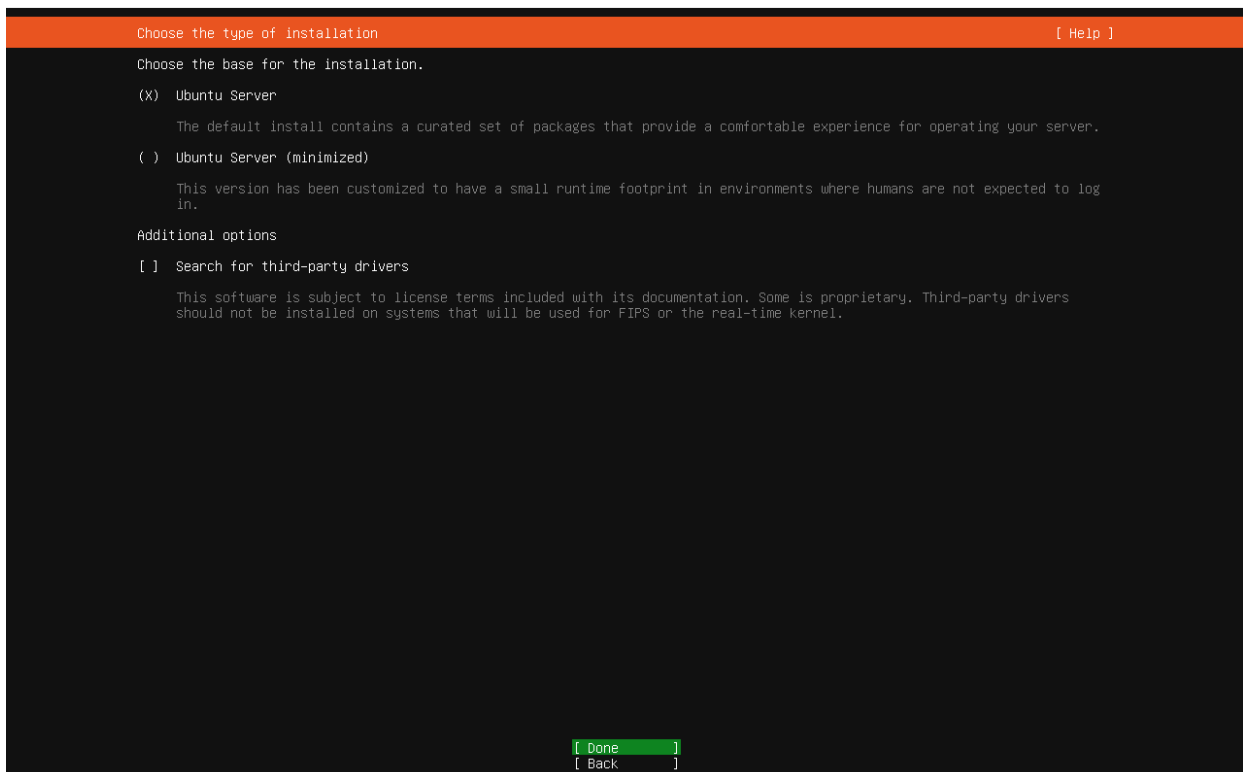 Choose the type of installation [ Help ]
Choose the base for the installation.
(X) Ubuntu Server
The default install contains a curated set of packages that provide a comfortable experience for operating your server.
( ) Ubuntu Server (minimized)
This version has been customized to have a small runtime footprint in environments where humans are not expected to log
in.
Additional options
[ ] Search for third-party drivers
This software is subject to license terms included with its documentation. Some is proprietary. Third-party drivers
should not be installed on systems that will be used for FIPS or the real-time kernel.
[ Done ]
[ Back ]